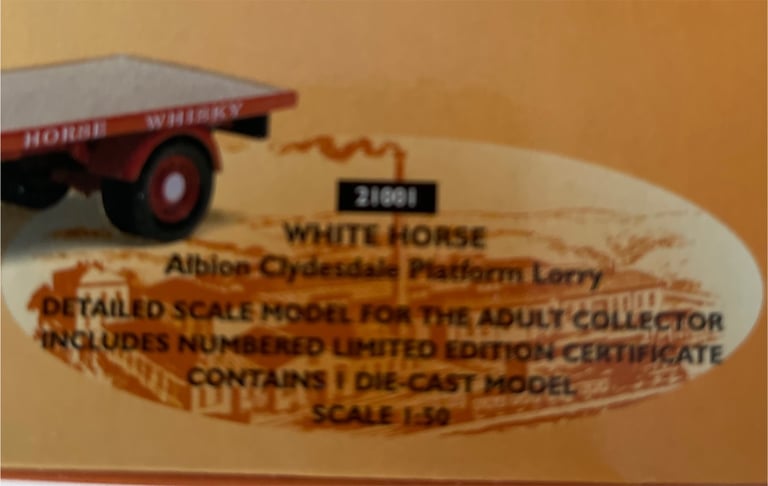 HORSE WHISKY
21801
WHITE HORSE
Albion Clydesdale Platform Lorry
DETAILED SCALE MODEL FOR THE ADULT COLLECTOR
INCLUDES NUMBERED LIMITED EDITION CERTIFICATE
CONTAINS 1 DIE-CAST MODEL
SCALE 1:50